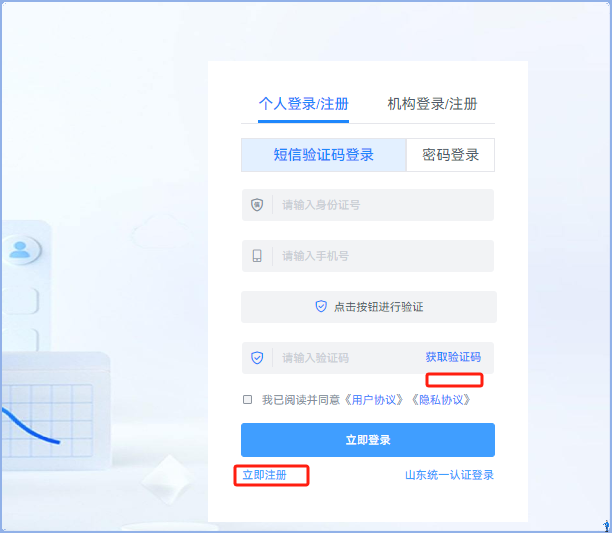 个人登录/注册 机构登录/注册
短信验证码登录 密码登录
请输入身份证号
请输入手机号
点击按钮进行验证
请输入验证码 获取验证码
我已阅读并同意《用户协议》《隐私协议》
立即登录
立即注册 山东统一认证登录